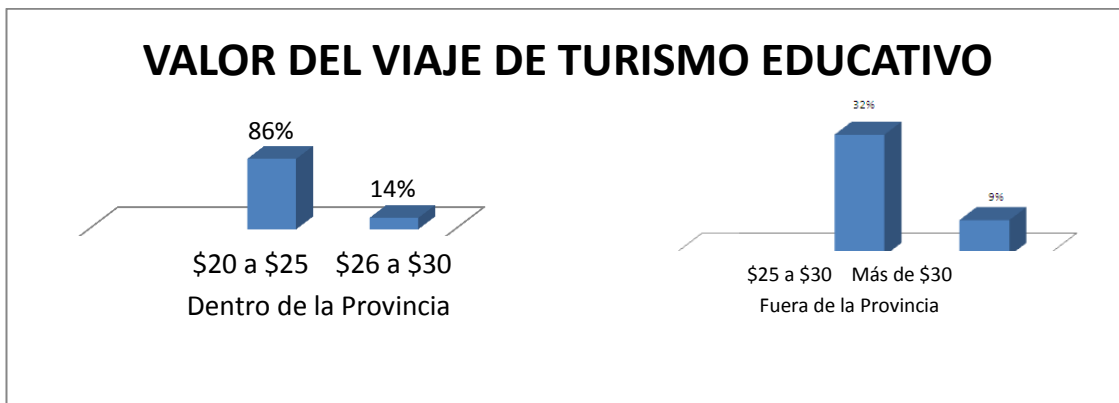 VALOR DEL VIAJE DE TURISMO EDUCATIVO
86%
14%
$20 a $25 $26 a $30
Dentro de la Provincia
32%
9%
$25 a $30 Más de $30
Fuera de la Provincia